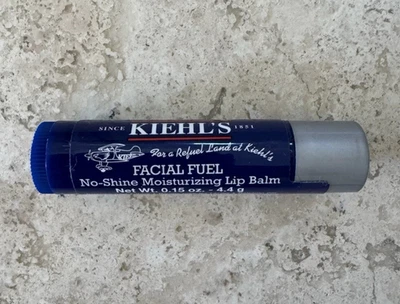 SINCE KIEHL'S 1851
For a Refuel Land at Kiehl's
FACIAL FUEL
No-Shine Moisturizing Lip Balm
Net Wt. 0.15 oz. - 4.4 g